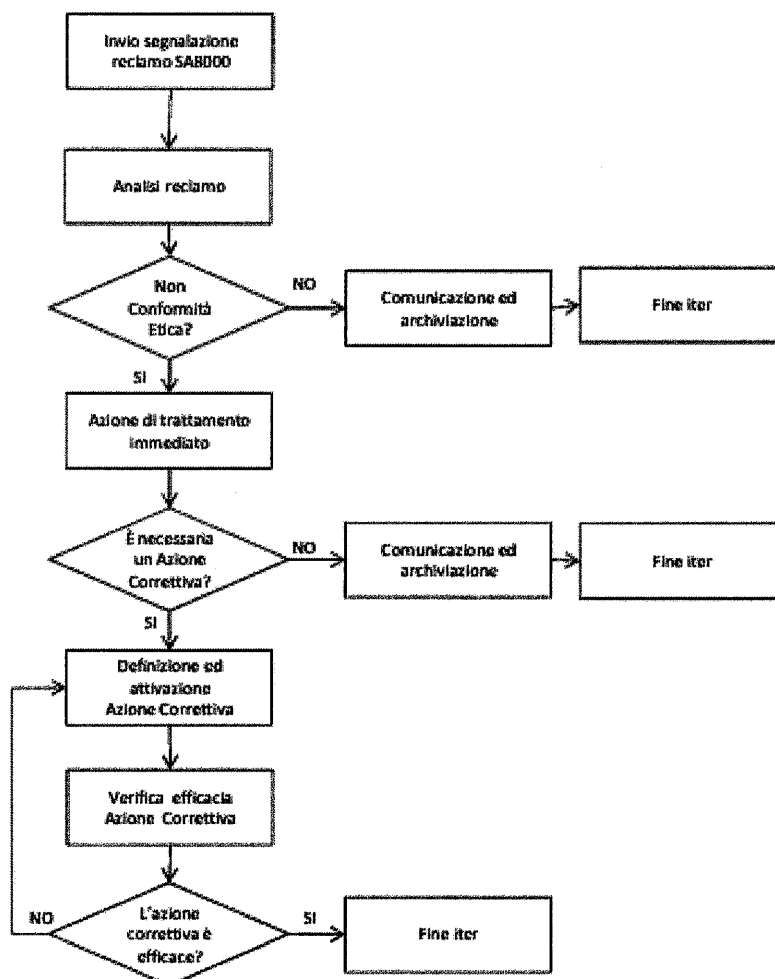 Invio segnalazione
reclamo SA8000
Analisi reclamo
Non
Conformità
Etica?
NO
Comunicazione ed
archiviazione
Fine iter
SI
Azione di trattamento
immediato
È necessaria
un Azione
Correttiva?
NO
Comunicazione ed
archiviazione
Fine iter
SI
Definizione ed
attivazione
Azione Correttiva
Verifica efficacia
Azione Correttiva
NO
L'azione
correttiva è
efficace?
SI
Fine iter